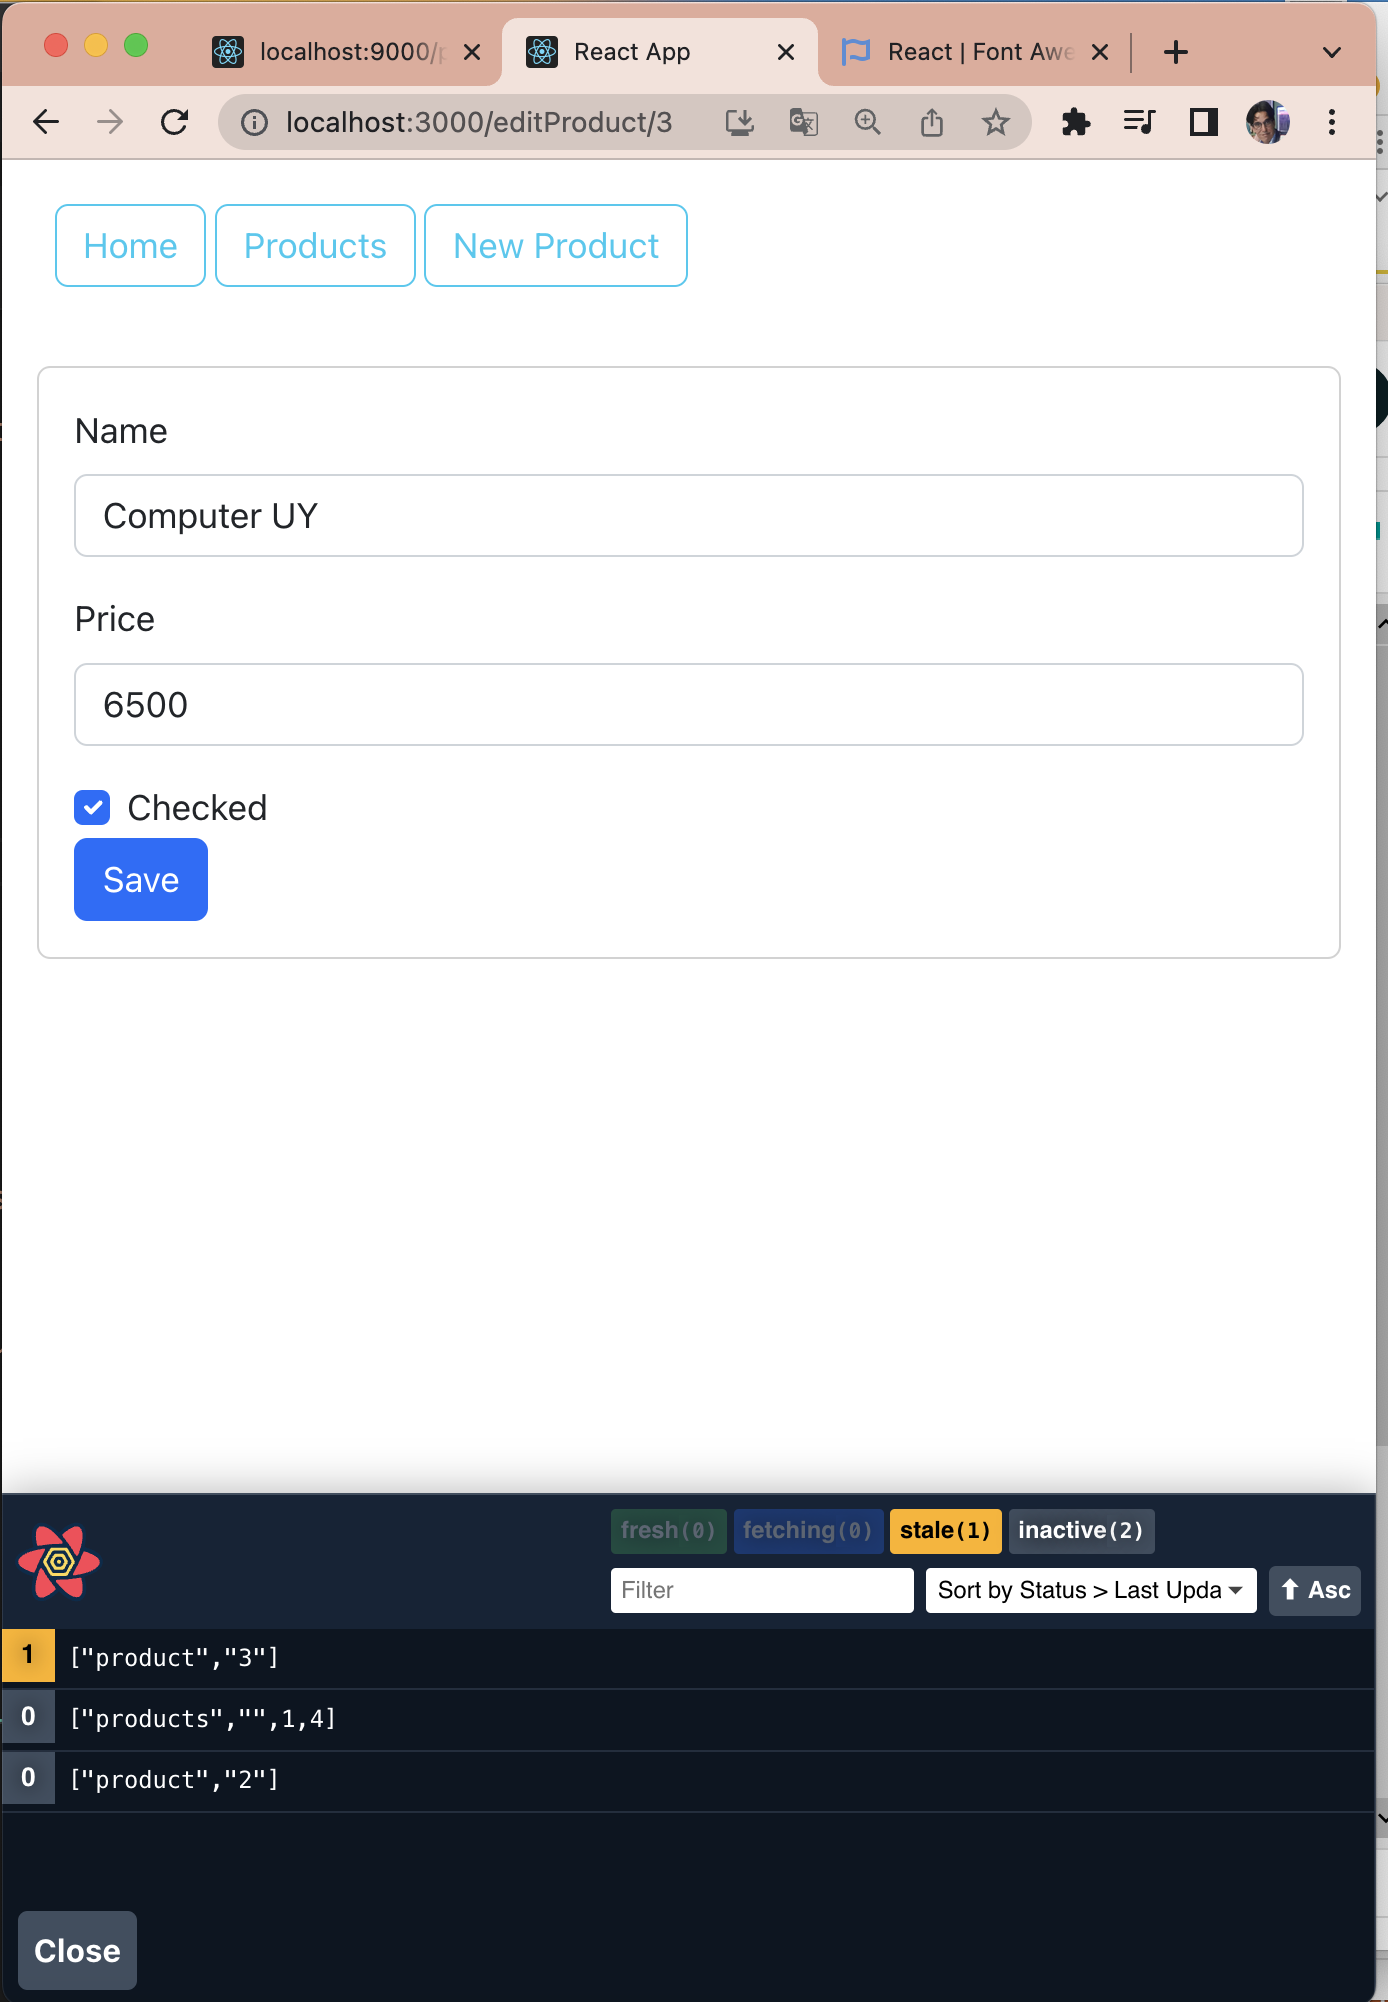 localhost:9000/
React App
React | Font Awe
localhost:3000/editProduct/3
Home Products New Product
Name
Computer UY
Price
6500
Checked
Save
fresh(0) fetching(0) stale(1) inactive(2)
Filter Sort by Status > Last Upda Asc
1 ["product","3"]
0 ["products","",1,4]
0 ["product","2"]
Close